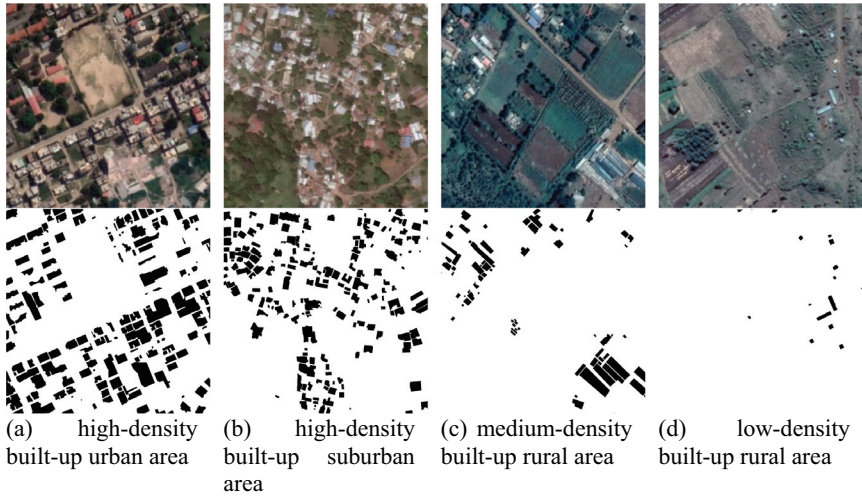 (a) high-density
built-up urban area
(b) high-density
built-up suburban
area
(c) medium-density
built-up rural area
(d) low-density
built-up rural area